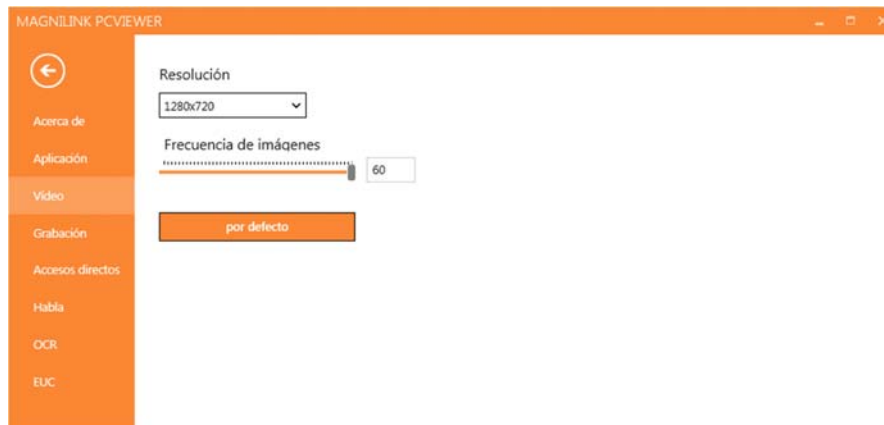 MAGNILINK PCVIEWER
Acerca de
Aplicación
Vídeo
Grabación
Accesos directos
Habla
OCR
EUC
Resolución
1280x720
Frecuencia de imágenes
60
por defecto